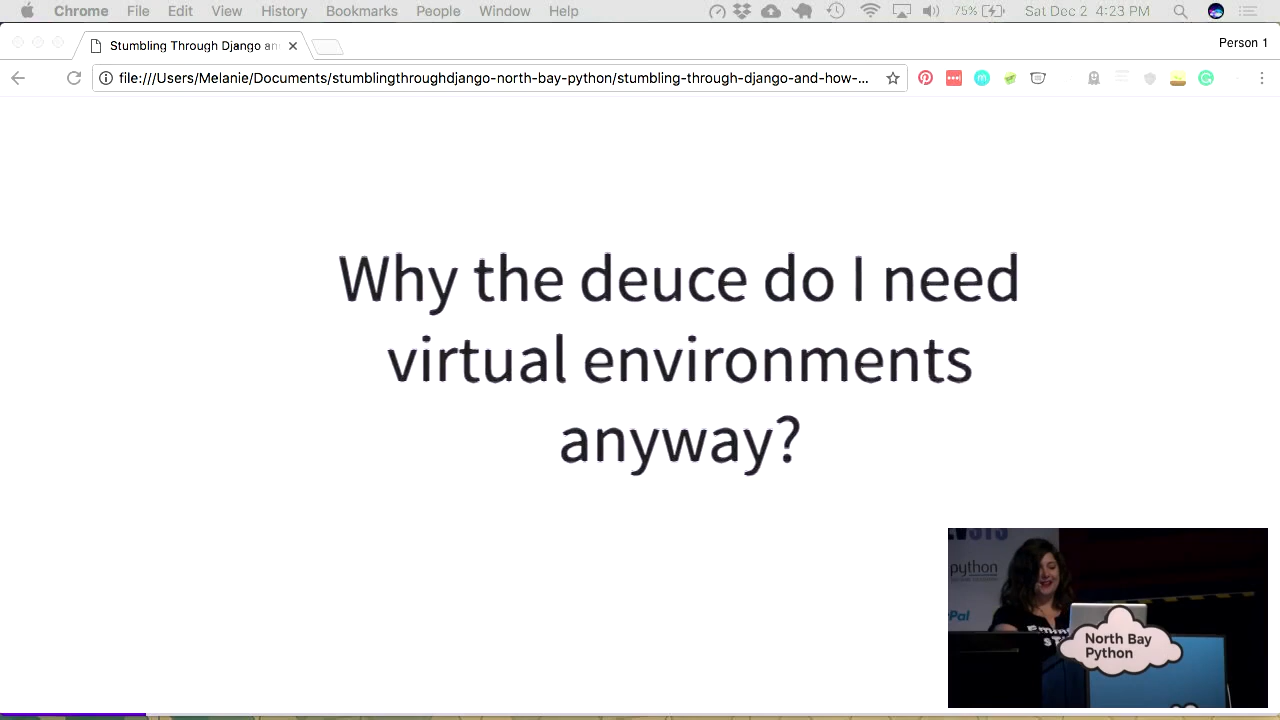 Chrome File Edit View History Bookmarks People Window Help 75% Sat Dec 2 4:23 PM
Stumbling Through Django an
Person 1
file:///Users/Melanie/Documents/stumblingthroughdjango-north-bay-python/stumbling-through-django-and-how-...
Why the deuce do I need
virtual environments
anyway?
python
North Bay
Python